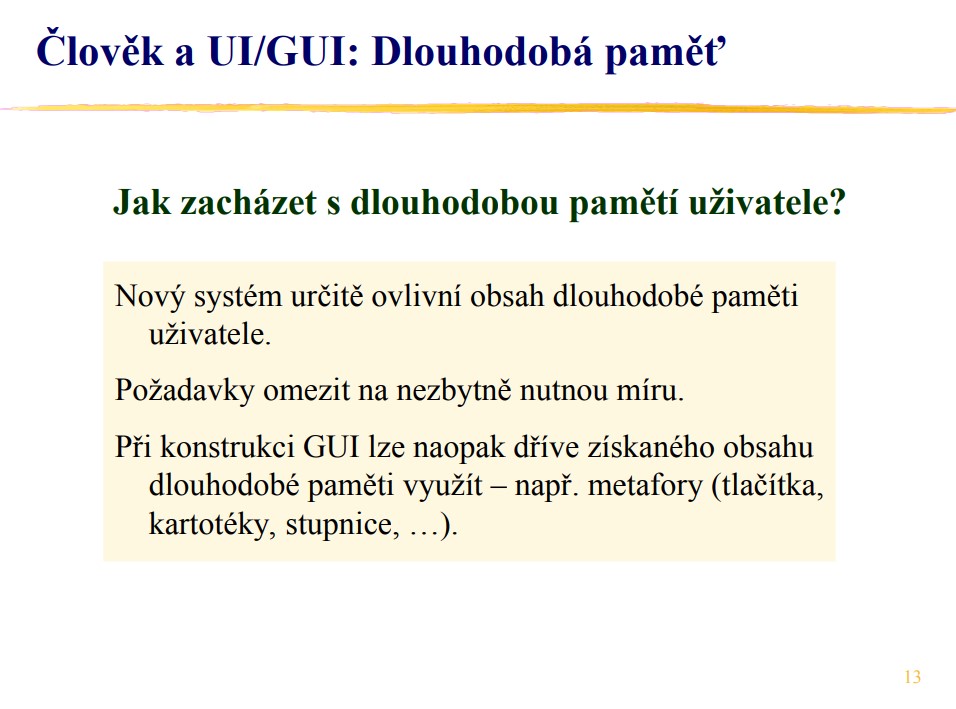 Člověk a UI/GUI: Dlouhodobá paměť
Jak zacházet s dlouhodobou pamětí uživatele?
Nový systém určitě ovlivní obsah dlouhodobé paměti
uživatele.
Požadavky omezit na nezbytně nutnou míru.
Při konstrukci GUI lze naopak dříve získaného obsahu
dlouhodobé paměti využít – např. metafory (tlačítka,
kartotéky, stupnice, …).
13